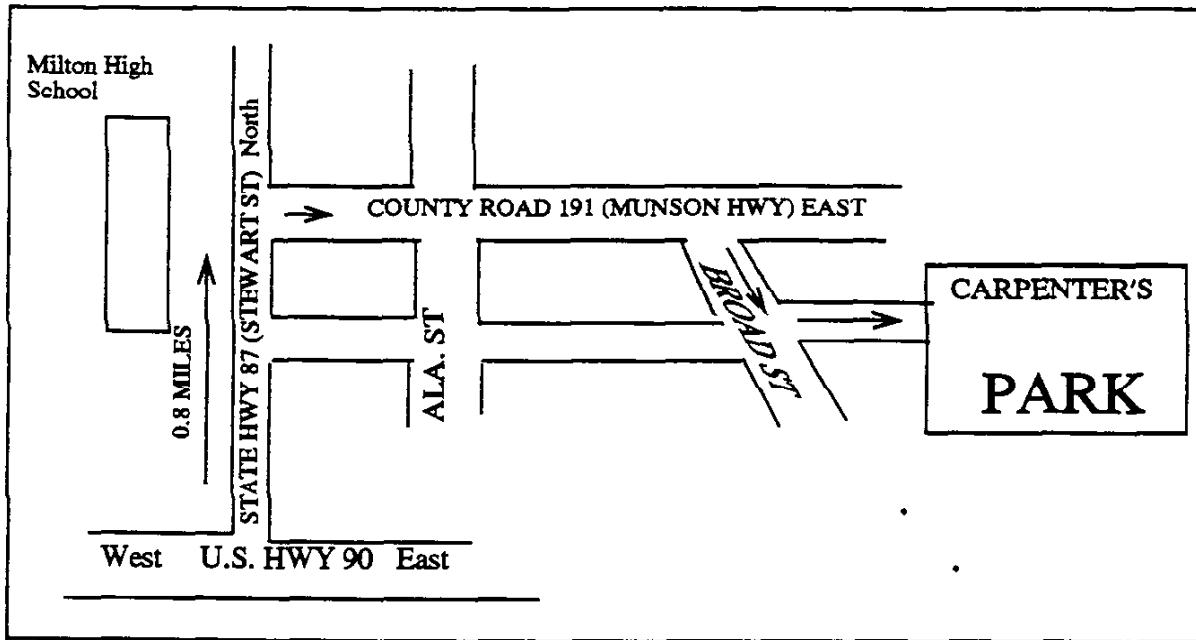 Milton High
School
STATE HWY 87 (STEWART ST) North
0.8 MILES
COUNTY ROAD 191 (MUNSON HWY) EAST
ALA. ST
BROAD ST
CARPENTER'S
PARK
West U.S. HWY 90 East